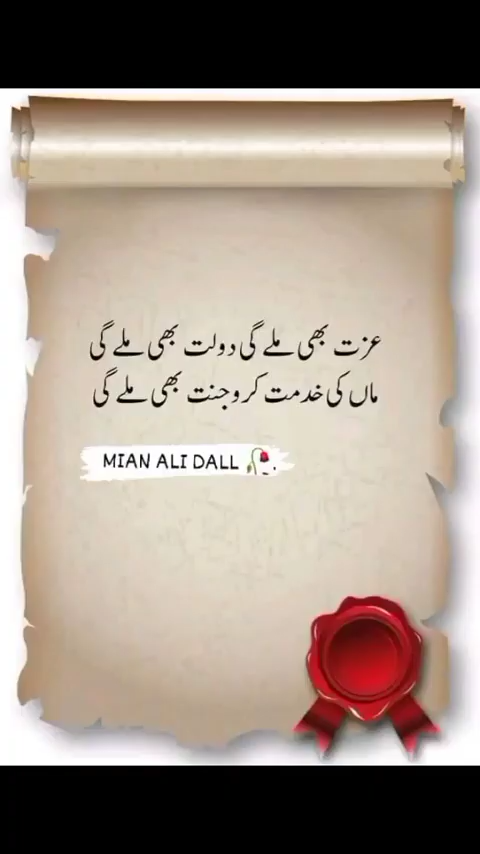 عزت بھی ملے گی دولت بھی ملے گی
ماں کی خدمت کرو جنت بھی ملے گی
MIAN ALI DALL 🥀